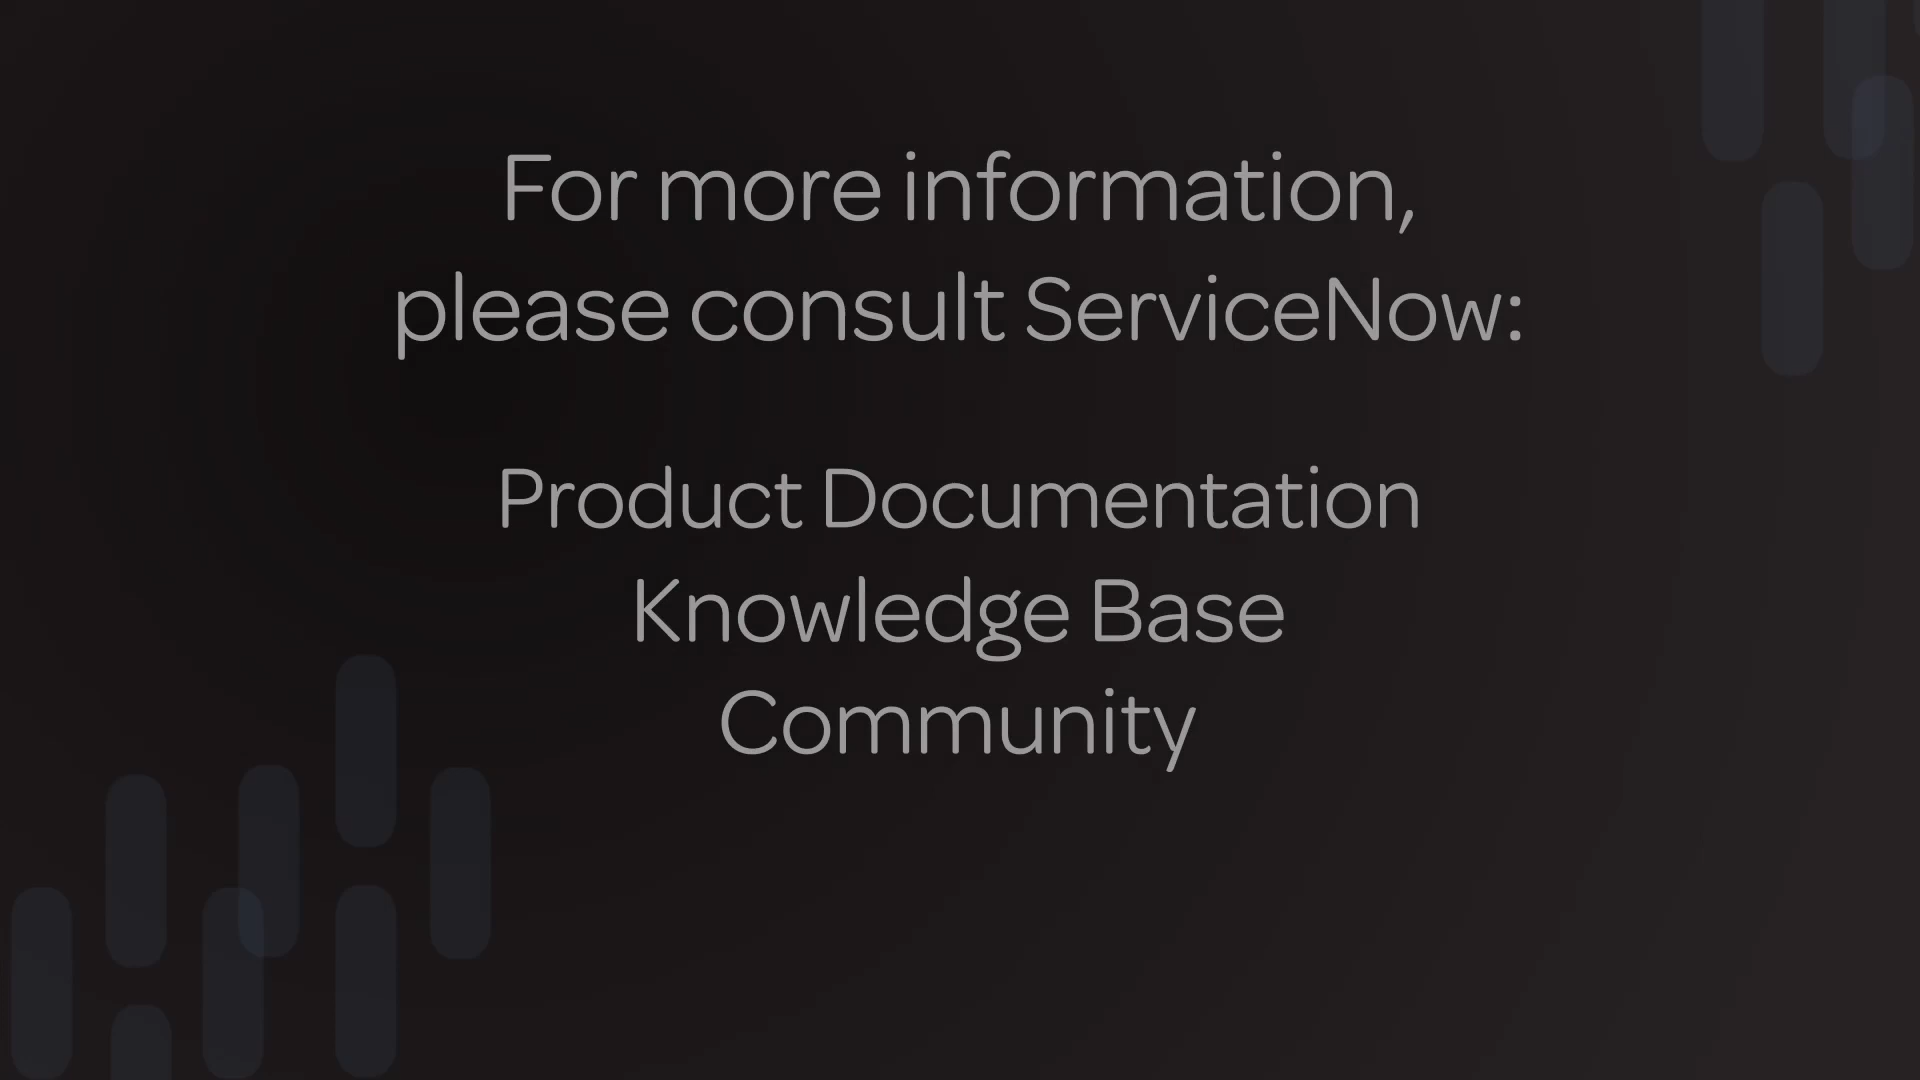 For more information,
please consult ServiceNow:
Product Documentation
Knowledge Base
Community